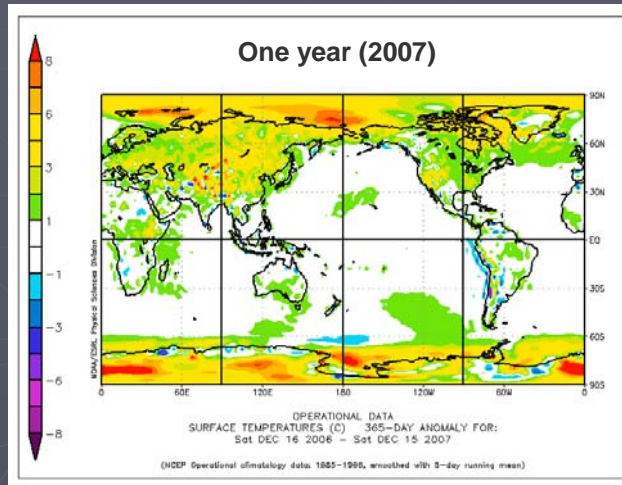 One year (2007)
8
6
3
1
-1
-3
-6
-8
90N
60N
30N
EQ
30S
60S
90S
0
60E
120E
180
120W
60W
0
NOAA/ESRL Physical Sciences Division
OPERATIONAL DATA
SURFACE TEMPERATURES (C) 365-DAY ANOMALY FOR:
Sat DEC 16 2006 - Sat DEC 15 2007
(NCEP Operational climatology data: 1985-1996, smoothed with 5-day running mean)